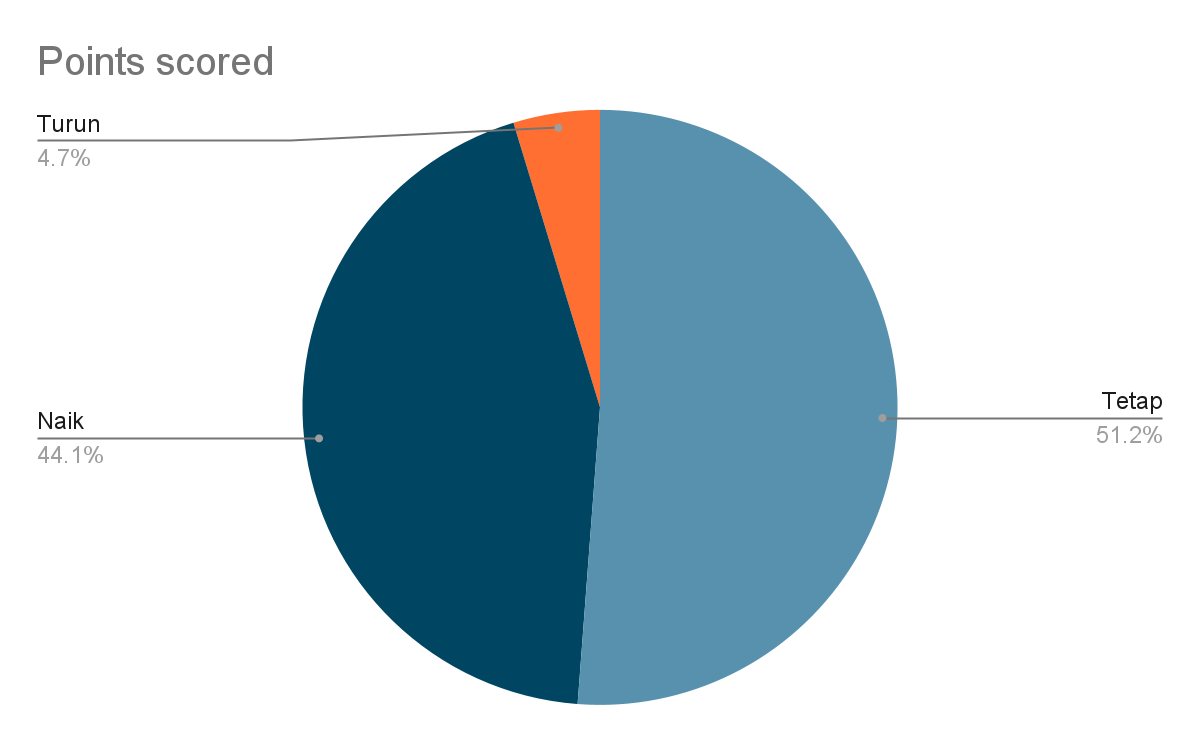 Points scored
Turun
4.7%
Naik
44.1%
Tetap
51.2%